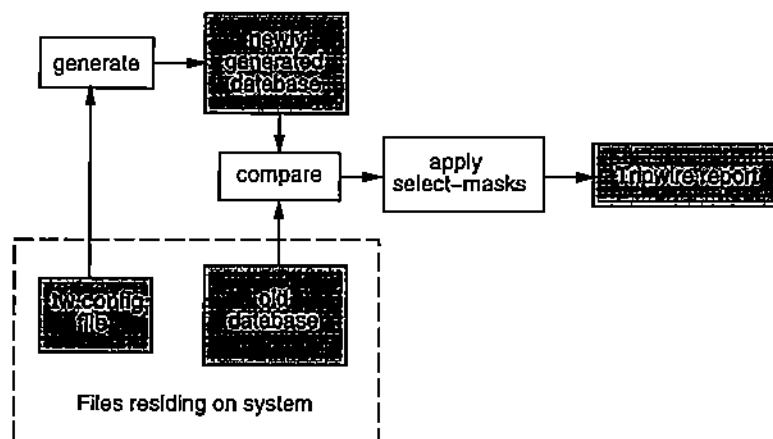 generate
newly
generated
database
compare
apply
select-masks
Tripwire report
tw.config
file
old
database
Files residing on system